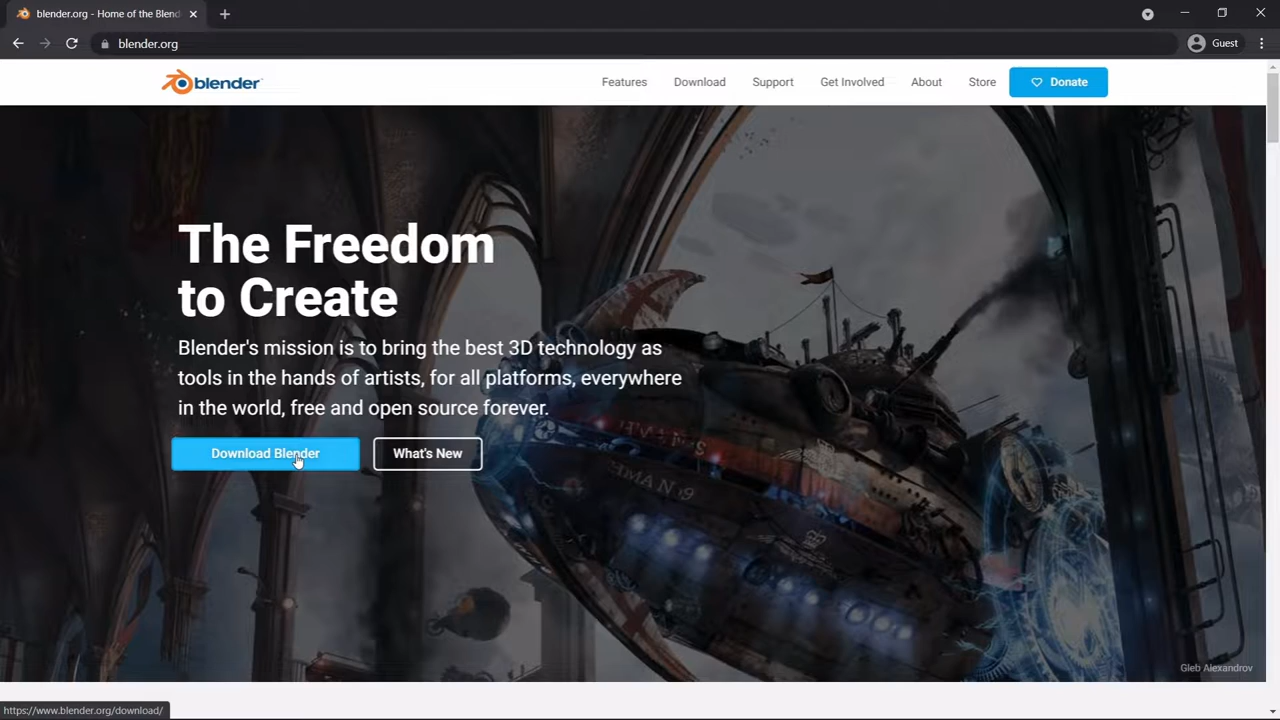 blender.org - Home of the Blend
blender.org
Guest
blender
Features
Download
Support
Get Involved
About
Store
Donate
The Freedom
to Create
Blender's mission is to bring the best 3D technology as
tools in the hands of artists, for all platforms, everywhere
in the world, free and open source forever.
Download Blender
What's New
Gleb Alexandrov
https://www.blender.org/download/